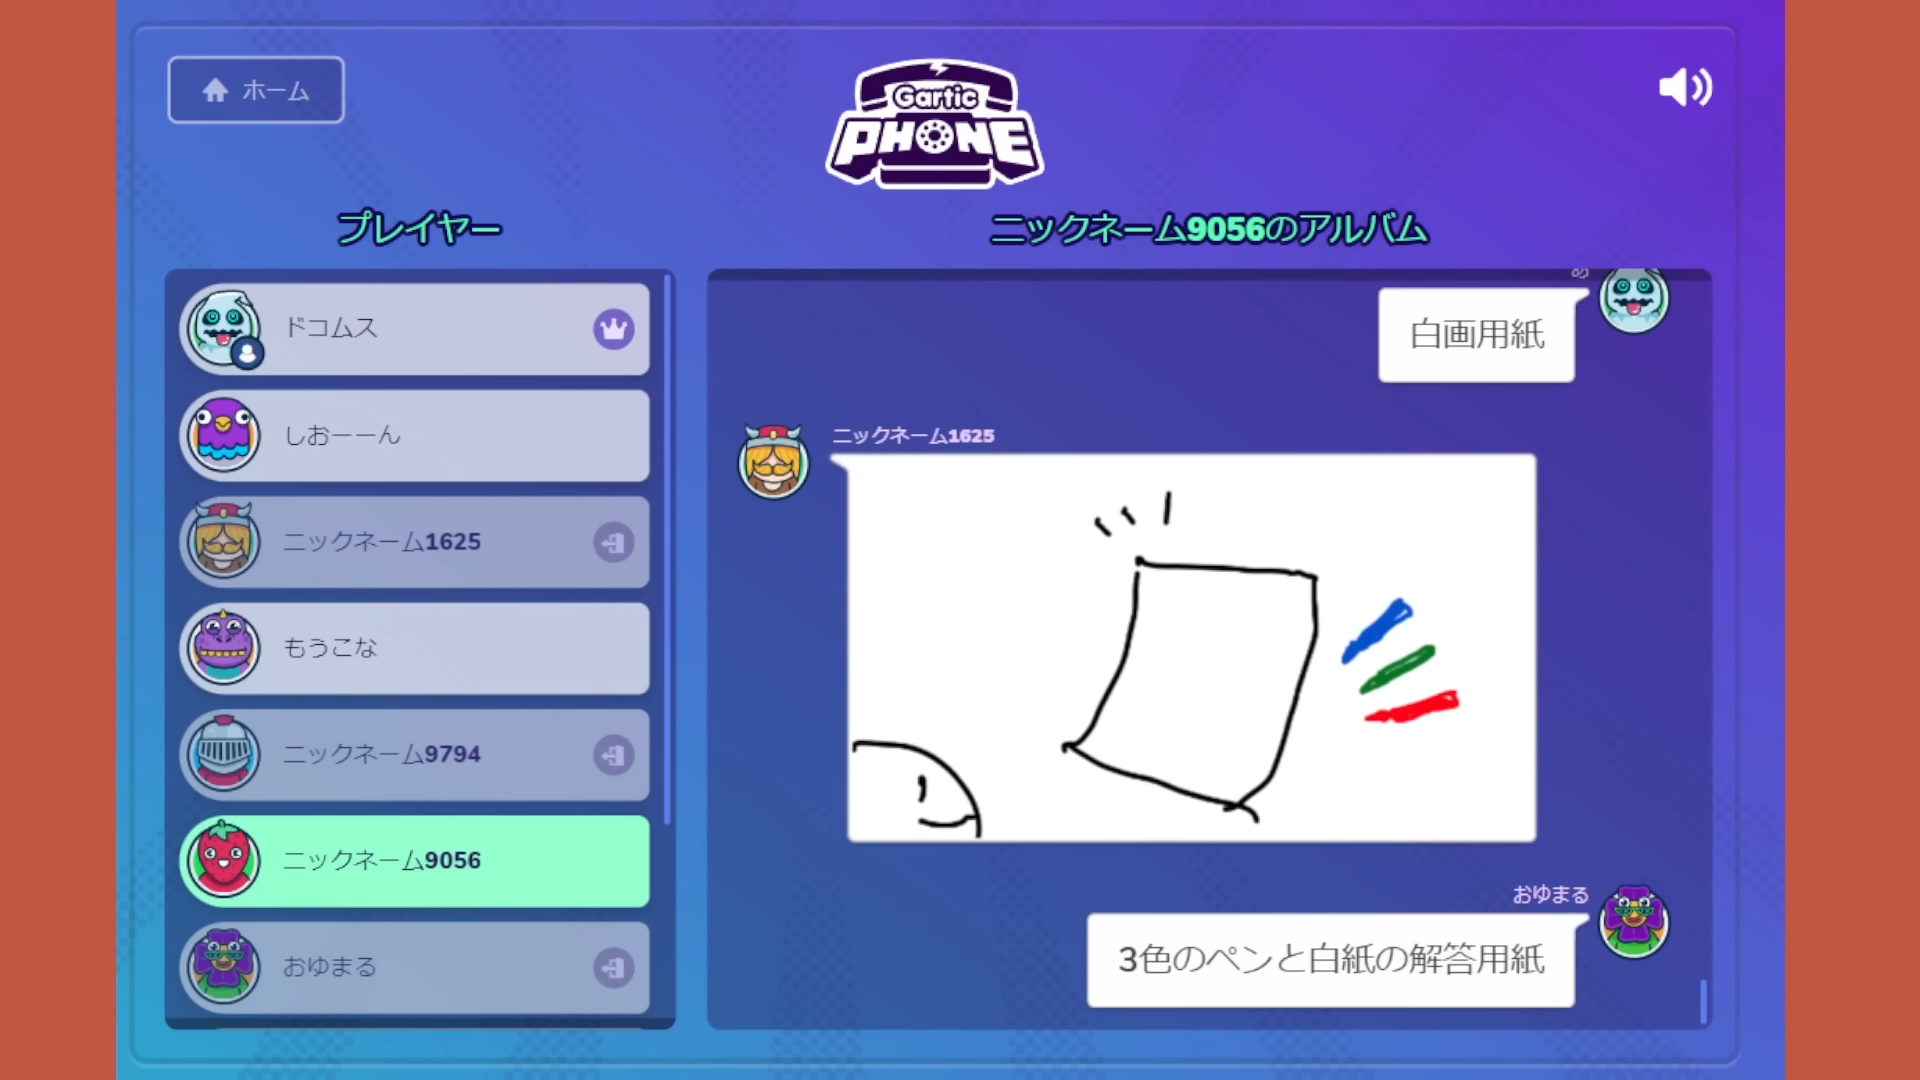 ホーム
Gartic
PHONE
プレイヤー
ニックネーム9056のアルバム
ドコムス
しおーーん
ニックネーム1625
もうこな
ニックネーム9794
ニックネーム9056
おゆまる
白画用紙
ニックネーム1625
おゆまる
3色のペンと白紙の解答用紙